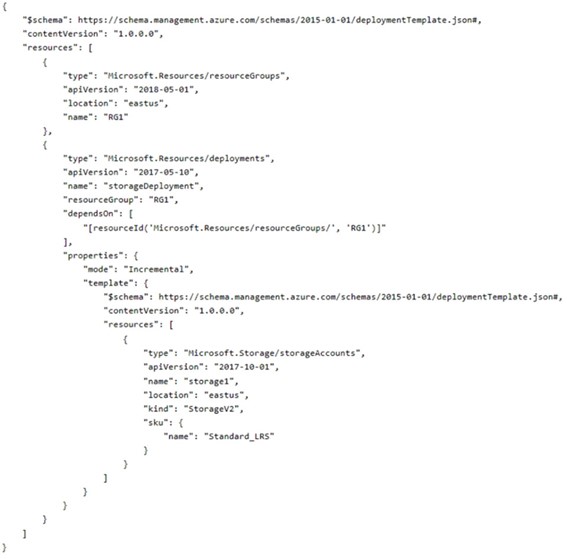 {
"$schema": https://schema.management.azure.com/schemas/2015-01-01/deploymentTemplate.json#,
"contentVersion": "1.0.0.0",
"resources": [
{
"type": "Microsoft.Resources/resourceGroups",
"apiVersion": "2018-05-01",
"location": "eastus",
"name": "RG1"
},
{
"type": "Microsoft.Resources/deployments",
"apiVersion": "2017-05-10",
"name": "storageDeployment",
"resourceGroup": "RG1",
"dependsOn": [
"[resourceId('Microsoft.Resources/resourceGroups/', 'RG1')]"
],
"properties": {
"mode": "Incremental",
"template": {
"$schema": https://schema.management.azure.com/schemas/2015-01-01/deploymentTemplate.json#,
"contentVersion": "1.0.0.0",
"resources": [
{
"type": "Microsoft.Storage/storageAccounts",
"apiVersion": "2017-10-01",
"name": "storage1",
"location": "eastus",
"kind": "StorageV2",
"sku": {
"name": "Standard_LRS"
}
}
]
}
}
}
]
}